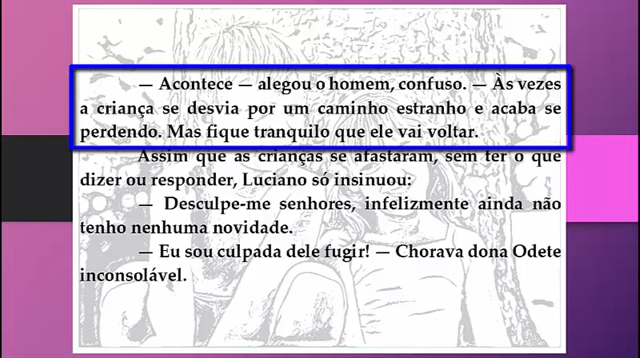 — Acontece — alegou o homem, confuso. — Às vezes
a criança se desvia por um caminho estranho e acaba se
perdendo. Mas fique tranquilo que ele vai voltar.
Assim que as crianças se afastaram, sem ter o que
dizer ou responder, Luciano só insinuou:
— Desculpe-me senhores, infelizmente ainda não
tenho nenhuma novidade.
— Eu sou culpada dele fugir! — Chorava dona Odete
inconsolável.